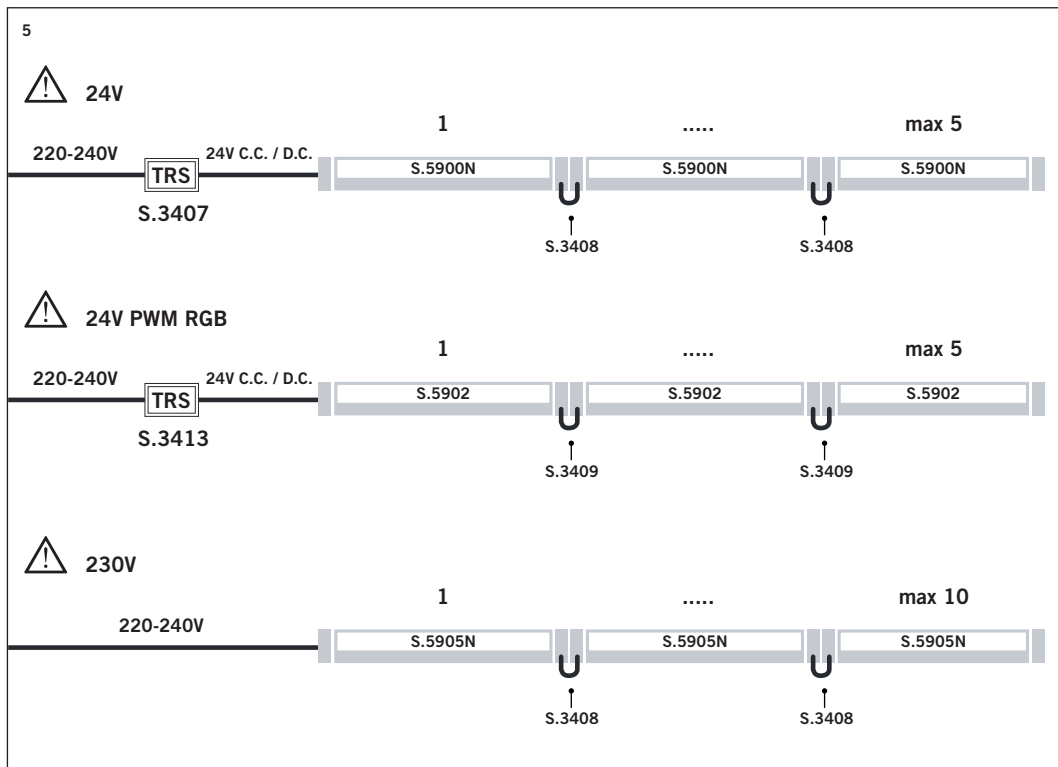 5
24V
1 ..... max 5
220-240V TRS 24V C.C. / D.C. S.5900N S.5900N S.5900N
S.3407
S.3408 S.3408
24V PWM RGB
1 ..... max 5
220-240V TRS 24V C.C. / D.C. S.5902 S.5902 S.5902
S.3413
S.3409 S.3409
230V
1 ..... max 10
220-240V S.5905N S.5905N S.5905N
S.3408 S.3408